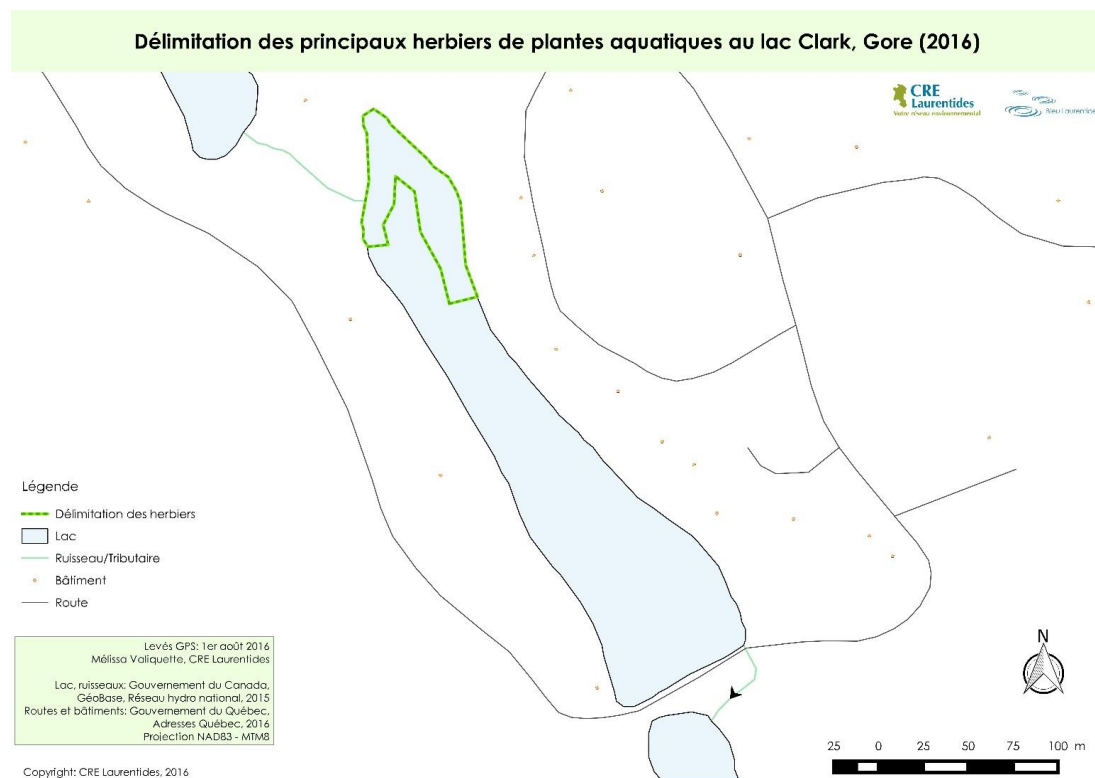 Délimitation des principaux herbiers de plantes aquatiques au lac Clark, Gore (2016)
CRE
Laurentides
Votre réseau environnemental
Bleu Laurentides
Légende
Délimitation des herbiers
Lac
Ruisseau/Tributaire
Bâtiment
Route
Levés GPS: 1er août 2016
Mélissa Valiquette, CRE Laurentides
Lac, ruisseaux: Gouvernement du Canada,
GéoBase, Réseau hydro national, 2015
Routes et bâtiments: Gouvernement du Québec,
Adresses Québec, 2016
Projection NAD83 - MTM8
Copyright: CRE Laurentides, 2016
N
25 0 25 50 75 100 m